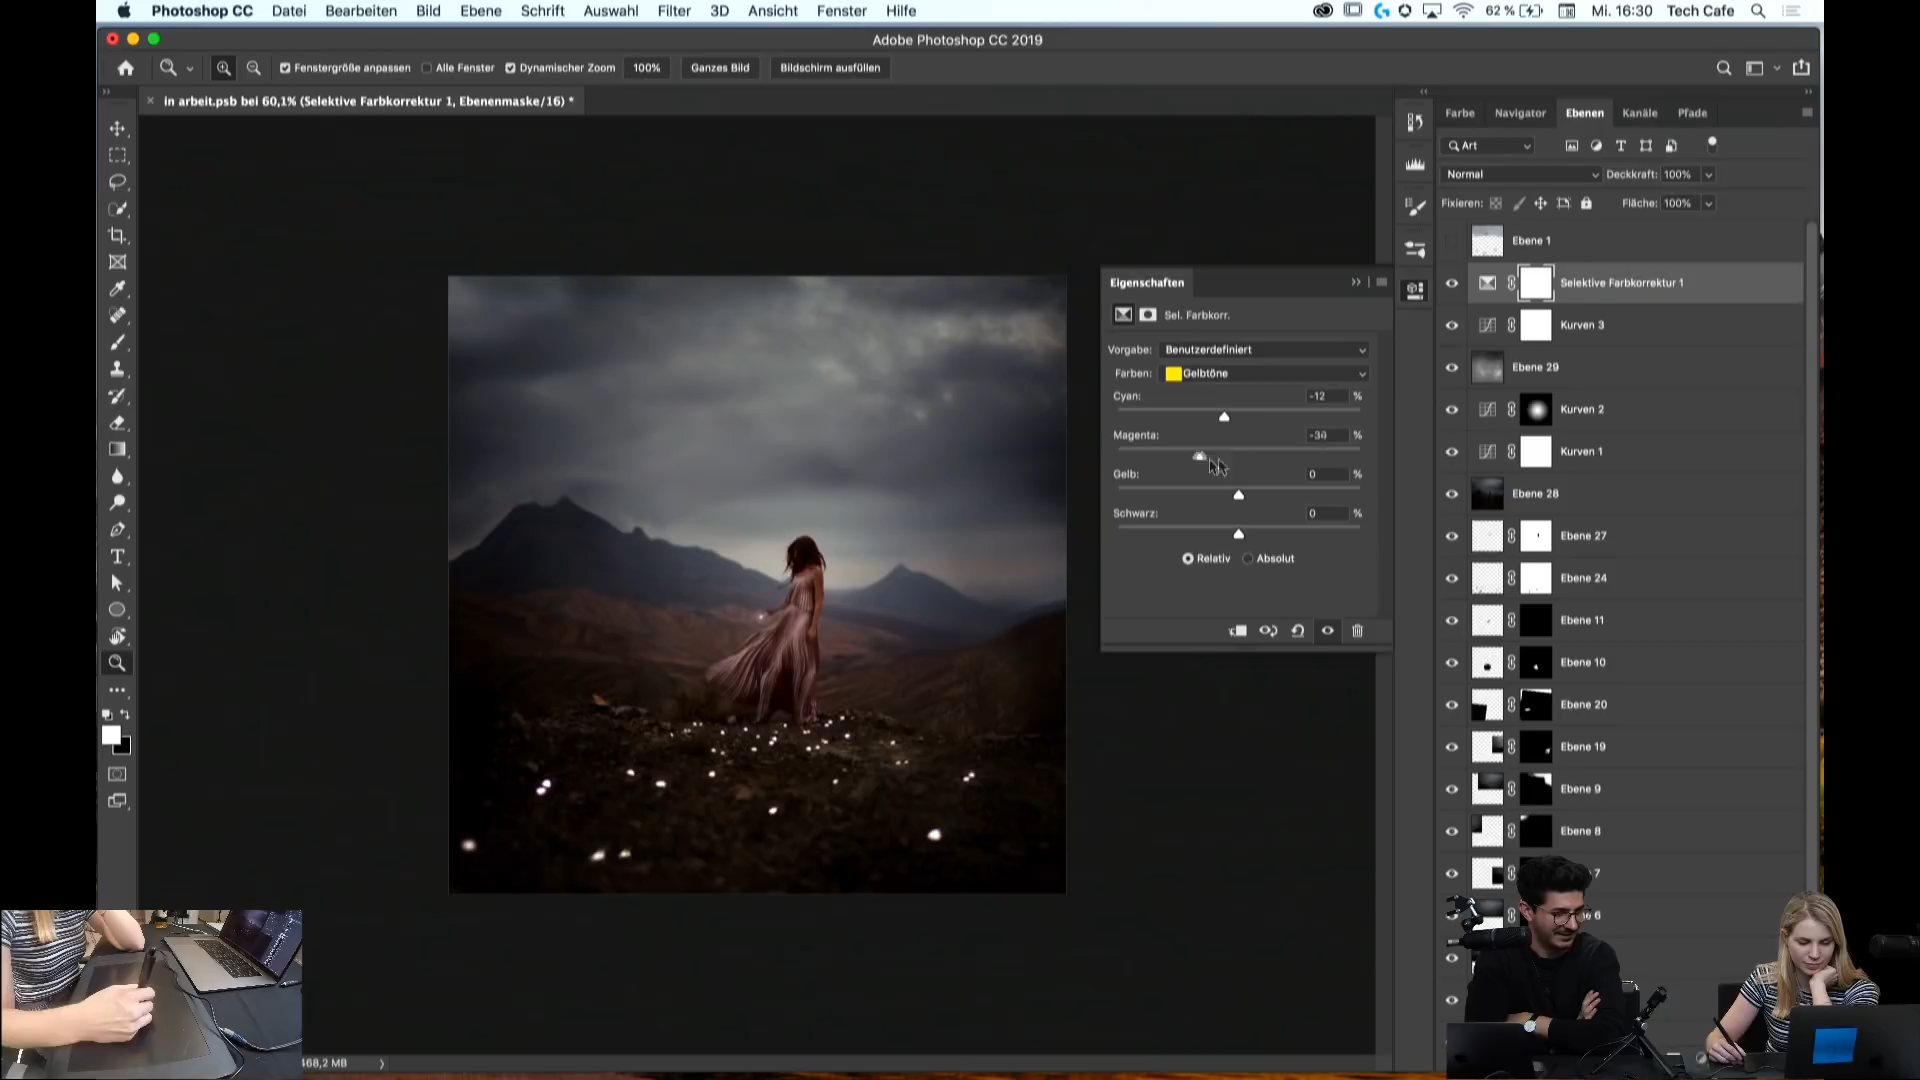 Photoshop CC Datei Bearbeiten Bild Ebene Schrift Auswahl Filter 3D Ansicht Fenster Hilfe 62 % Mi. 16:30 Tech Cafe
Adobe Photoshop CC 2019
Fenstergröße anpassen Alle Fenster Dynamischer Zoom 100% Ganzes Bild Bildschirm ausfüllen
× in arbeit.psb bei 60,1% (Selektive Farbkorrektur 1, Ebenenmaske/16) *
Farbe Navigator Ebenen Kanäle Pfade
Art
Normal Deckkraft: 100%
Fixieren: Fläche: 100%
Ebene 1
Selektive Farbkorrektur 1
Kurven 3
Ebene 29
Kurven 2
Kurven 1
Ebene 28
Ebene 27
Ebene 24
Ebene 11
Ebene 10
Ebene 20
Ebene 19
Ebene 9
Ebene 8
7
6
Eigenschaften
Sel. Farbkorr.
Vorgabe: Benutzerdefiniert
Farben: Gelbtöne
Cyan: -12 %
Magenta: -30 %
Gelb: 0 %
Schwarz: 0 %
Relativ Absolut
468,2 MB